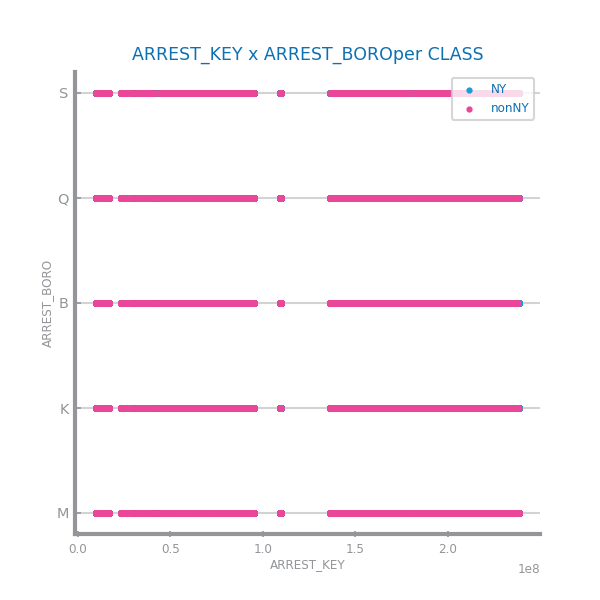 ARREST_KEY x ARREST_BOROper CLASS
NY
nonNY
S
Q
B
K
M
ARREST_BORO
0.0 0.5 1.0 1.5 2.0
ARREST_KEY
1e8